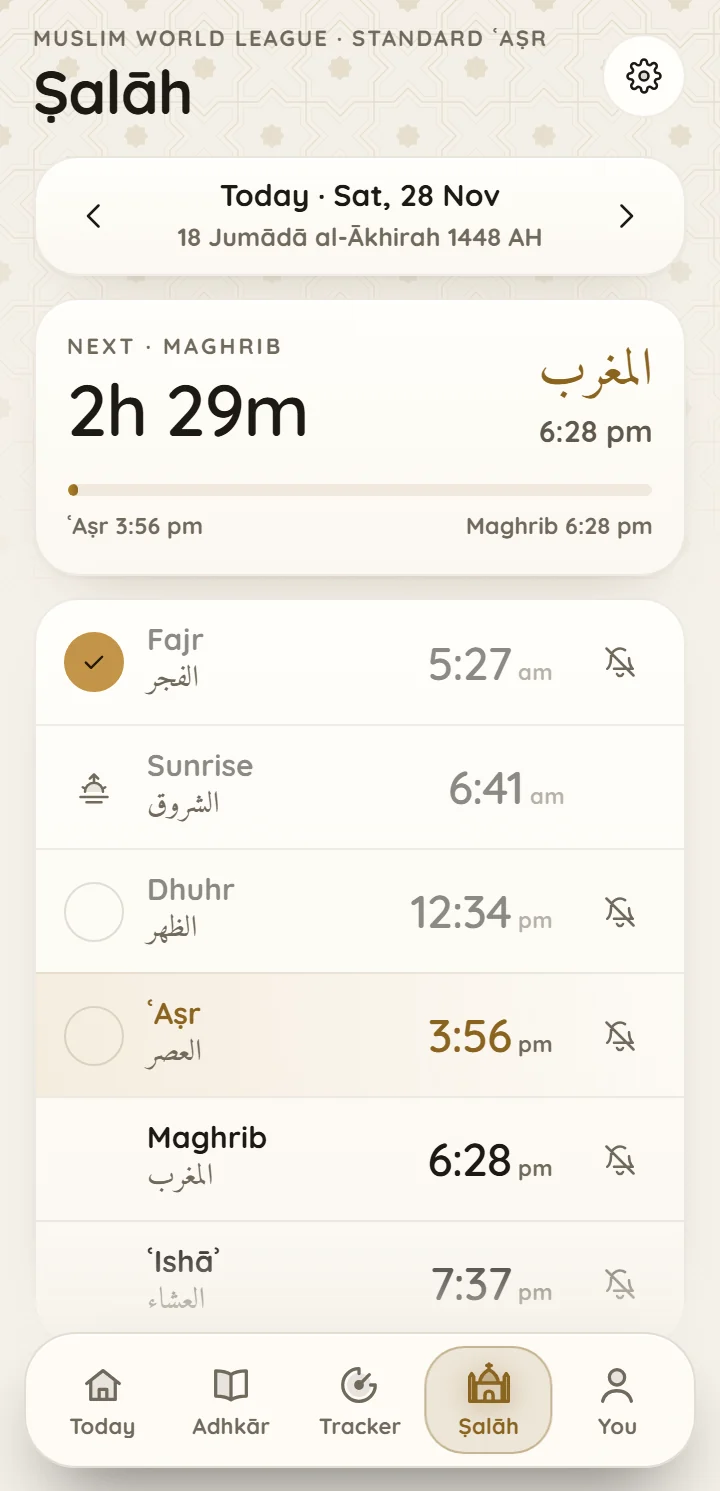 MUSLIM WORLD LEAGUE · STANDARD ʿAṢR
Ṣalāh
Today · Sat, 28 Nov
18 Jumādā al-Ākhirah 1448 AH
NEXT · MAGHRIB
2h 29m
المغرب
6:28 pm
ʿAṣr 3:56 pm
Maghrib 6:28 pm
Fajr
الفجر
5:27 am
Sunrise
الشروق
6:41 am
Dhuhr
الظهر
12:34 pm
ʿAṣr
العصر
3:56 pm
Maghrib
المغرب
6:28 pm
ʿIshāʾ
العشاء
7:37 pm
Today
Adhkār
Tracker
Ṣalāh
You